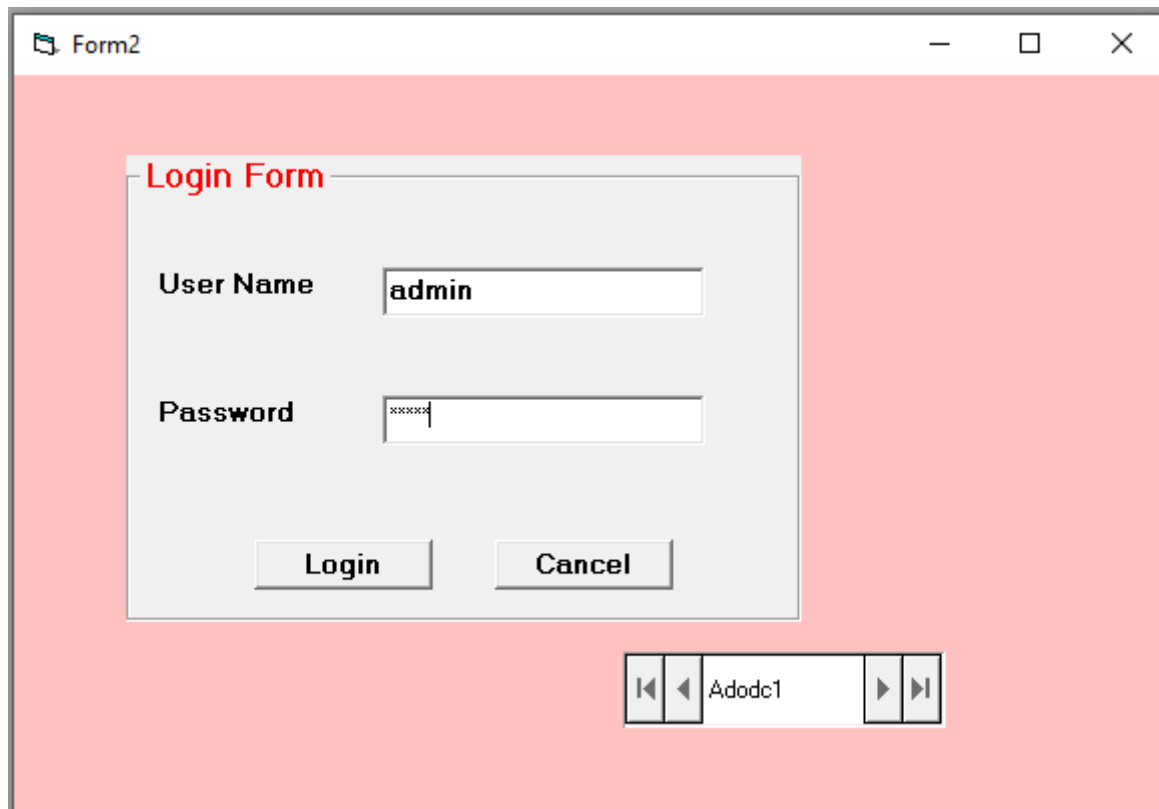 Form2
Login Form
User Name admin
Password *****
Login Cancel
Adodc1